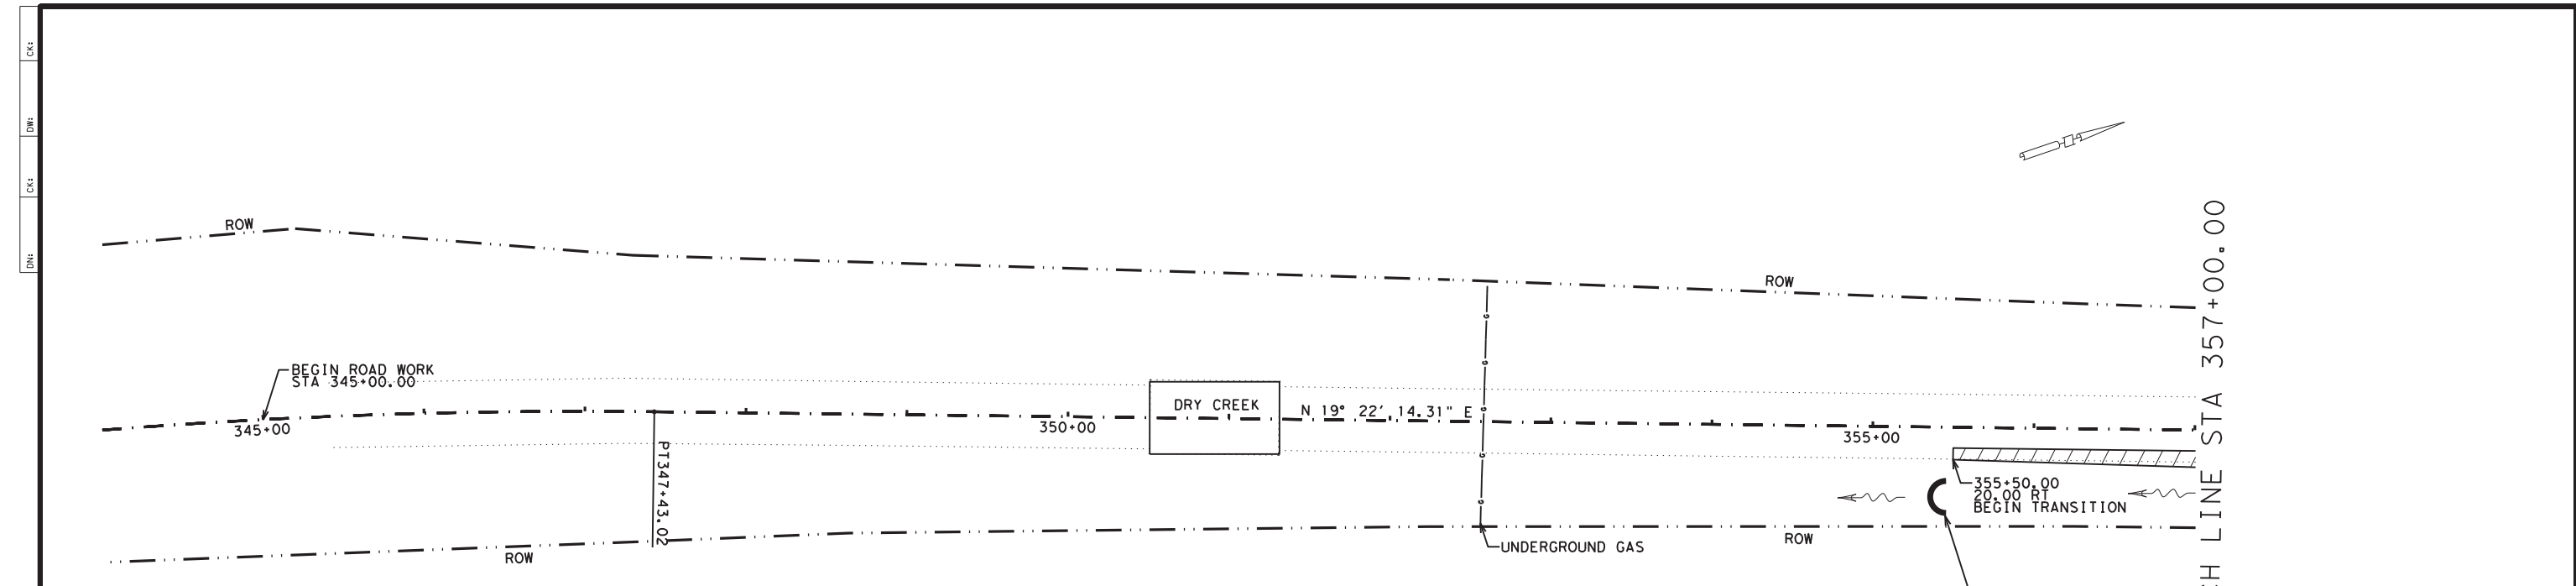 CK:
DW:
CK:
DN:
ROW
ROW
BEGIN ROAD WORK
STA 345+00.00
345+00
PT347+43.02
350+00
DRY CREEK
N 19° 22' 14.31" E
G
G
G
G
G
355+00
355+50.00
20.00 RT
BEGIN TRANSITION
ROW
UNDERGROUND GAS
ROW
LINE STA 357+00.00